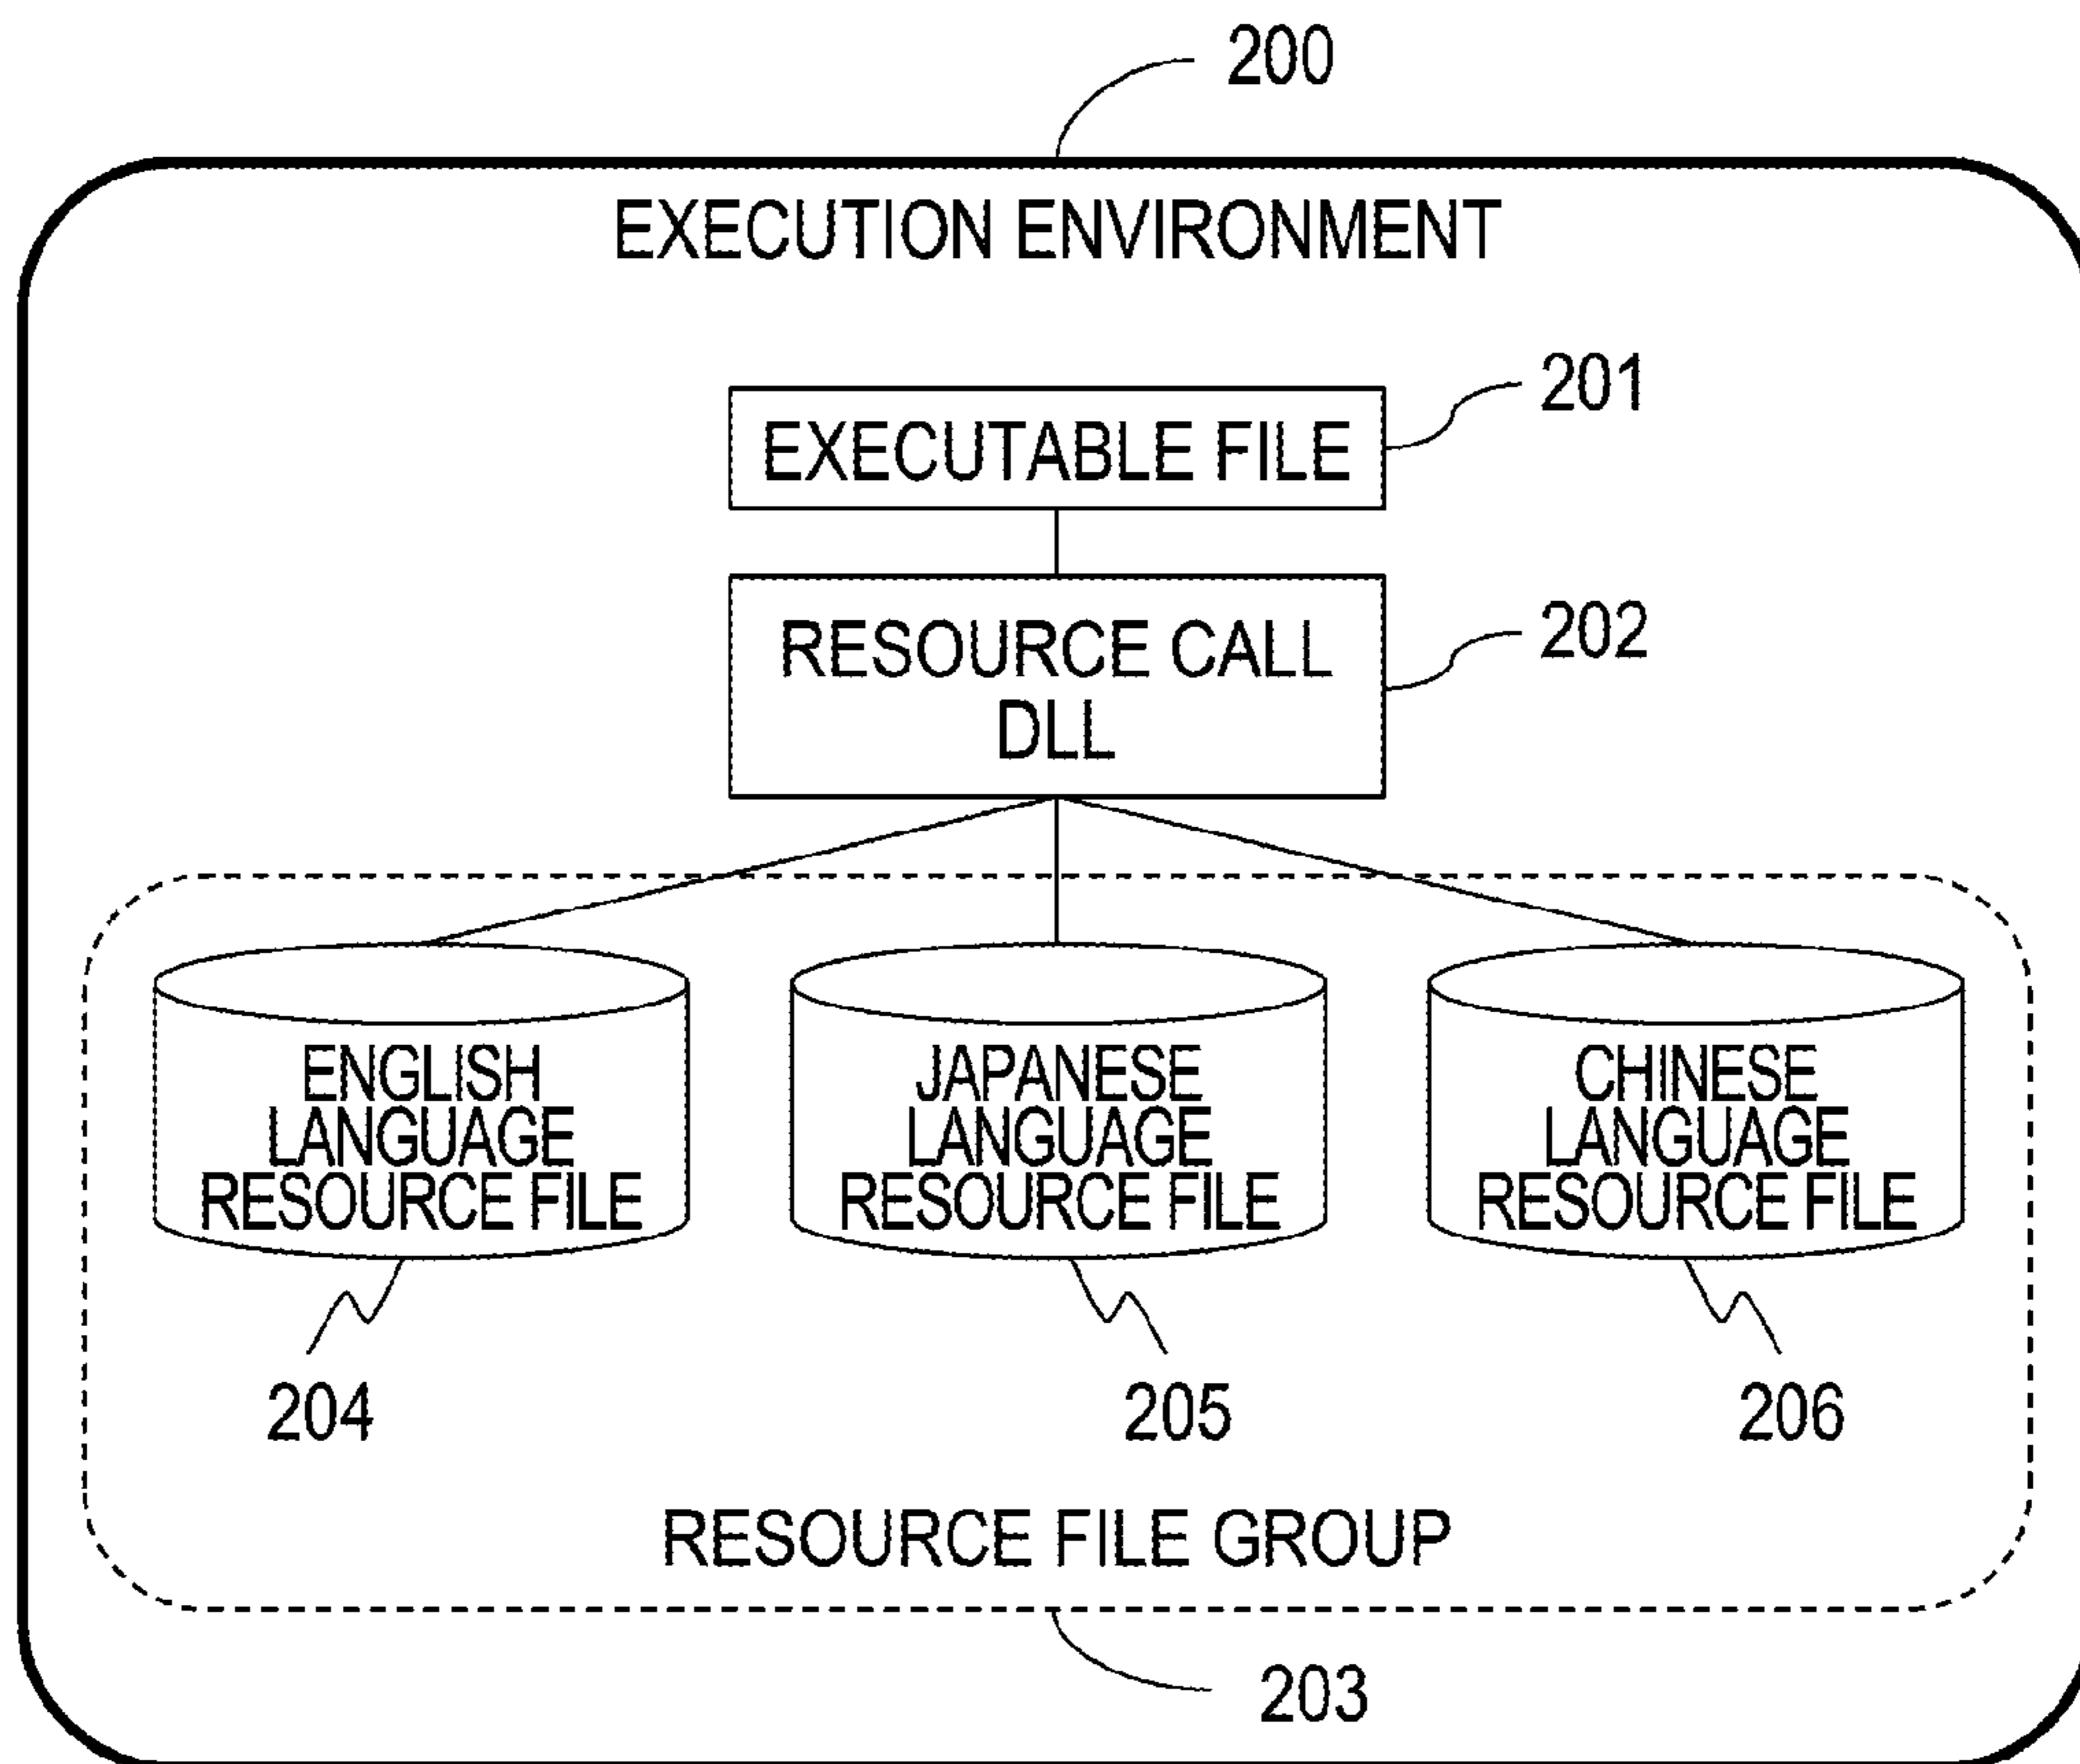 200
EXECUTION ENVIRONMENT
EXECUTABLE FILE
201
RESOURCE CALL
DLL
202
ENGLISH
LANGUAGE
RESOURCE FILE
JAPANESE
LANGUAGE
RESOURCE FILE
CHINESE
LANGUAGE
RESOURCE FILE
204
205
206
RESOURCE FILE GROUP
203